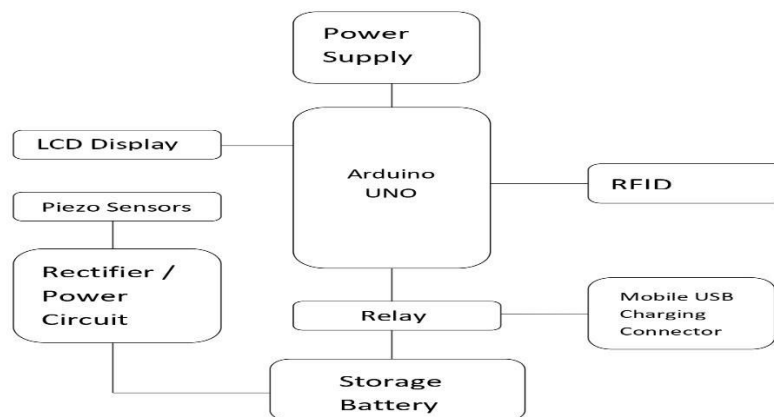 Power
Supply
LCD Display
Arduino
UNO
RFID
Piezo Sensors
Rectifier /
Power
Circuit
Relay
Mobile USB
Charging
Connector
Storage
Battery